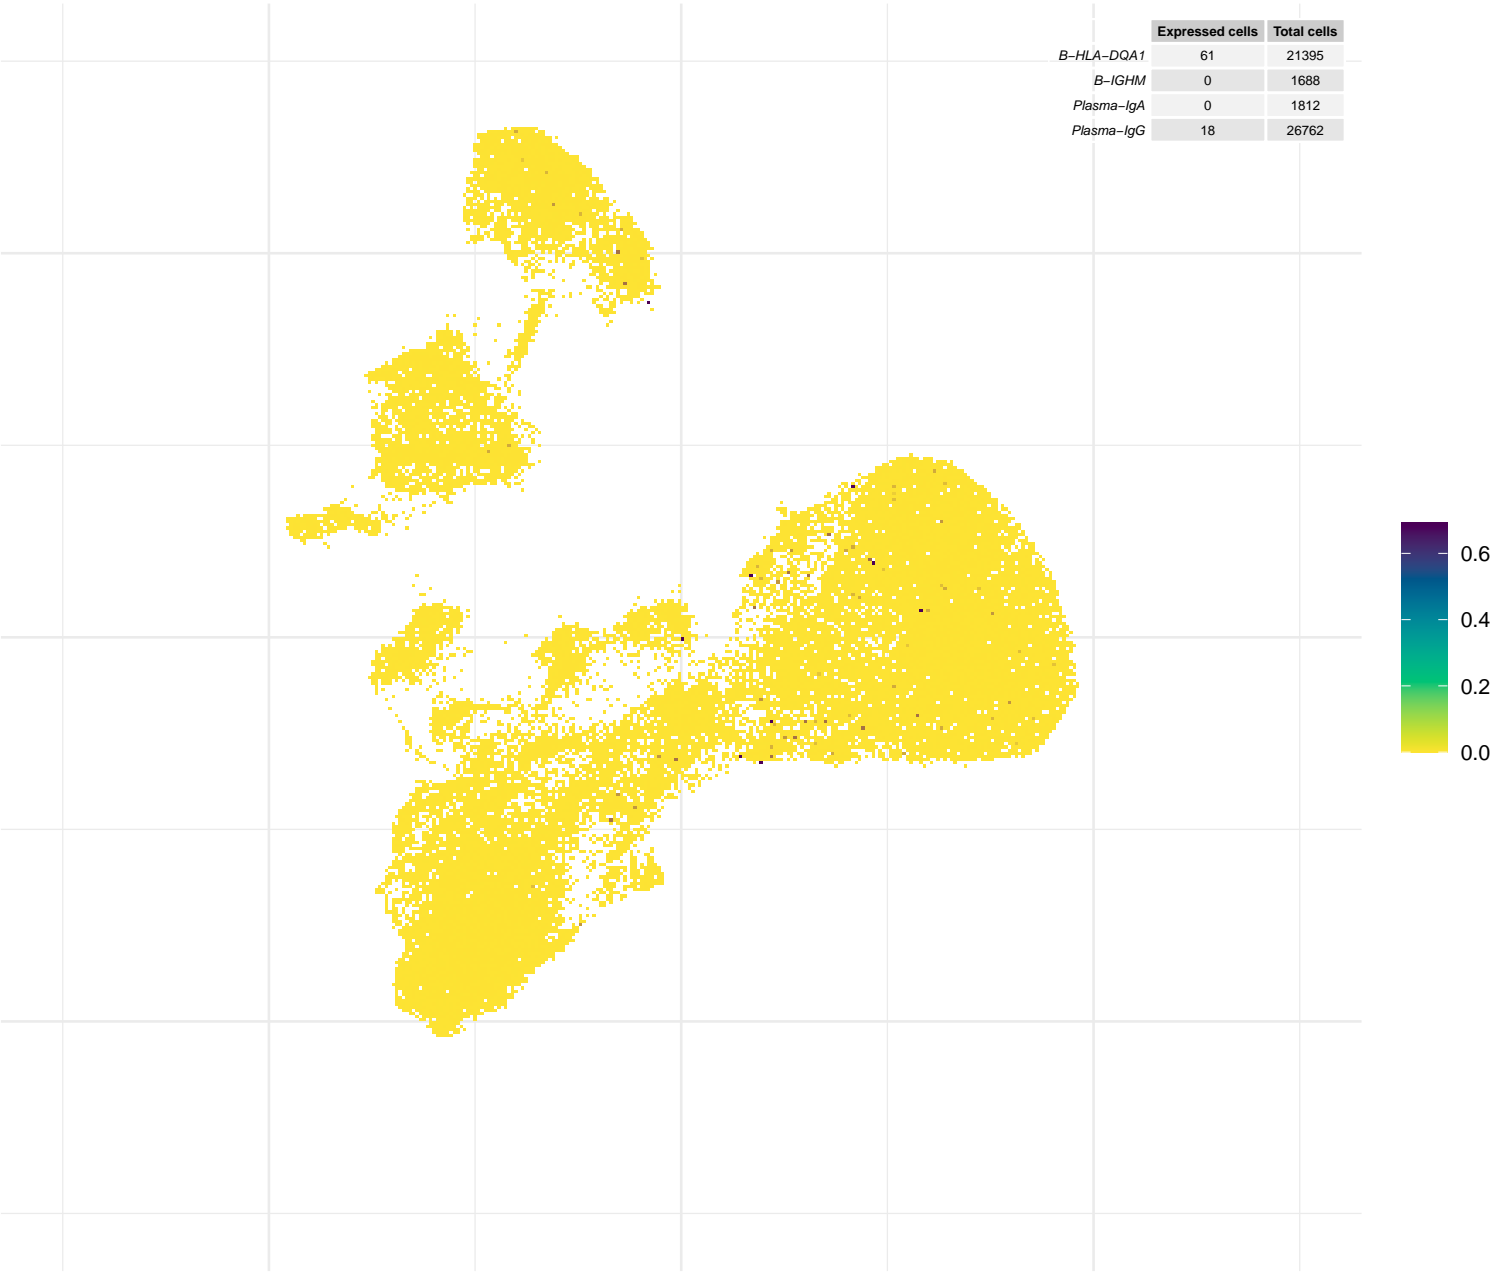 Expressed cells Total cells
B−HLA−DQA1 61 21395
B−IGHM 0 1688
Plasma−IgA 0 1812
Plasma−IgG 18 26762
0.6
0.4
0.2
0.0